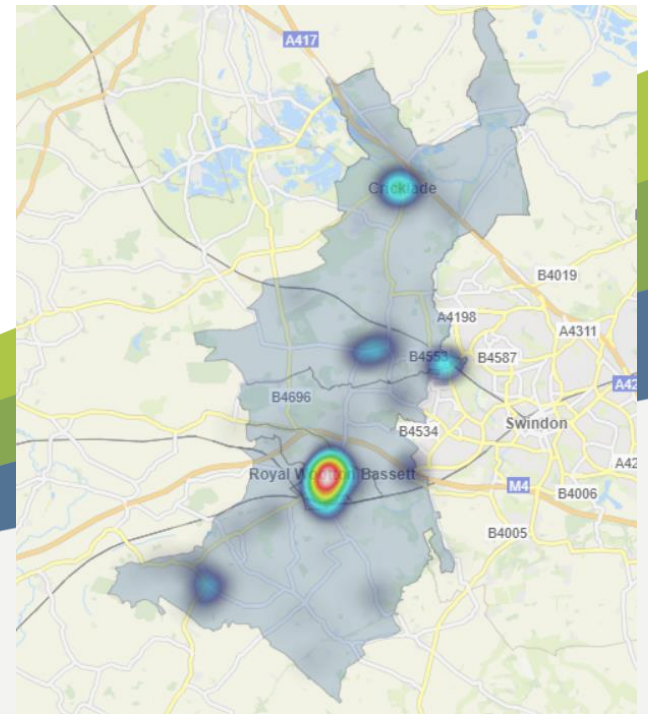 A417
Cricklade
B4019
A4198
A4311
B4553
B4587
A42
B4696
Swindon
B4534
Royal Wootton Bassett
A42
M4
B4006
B4005